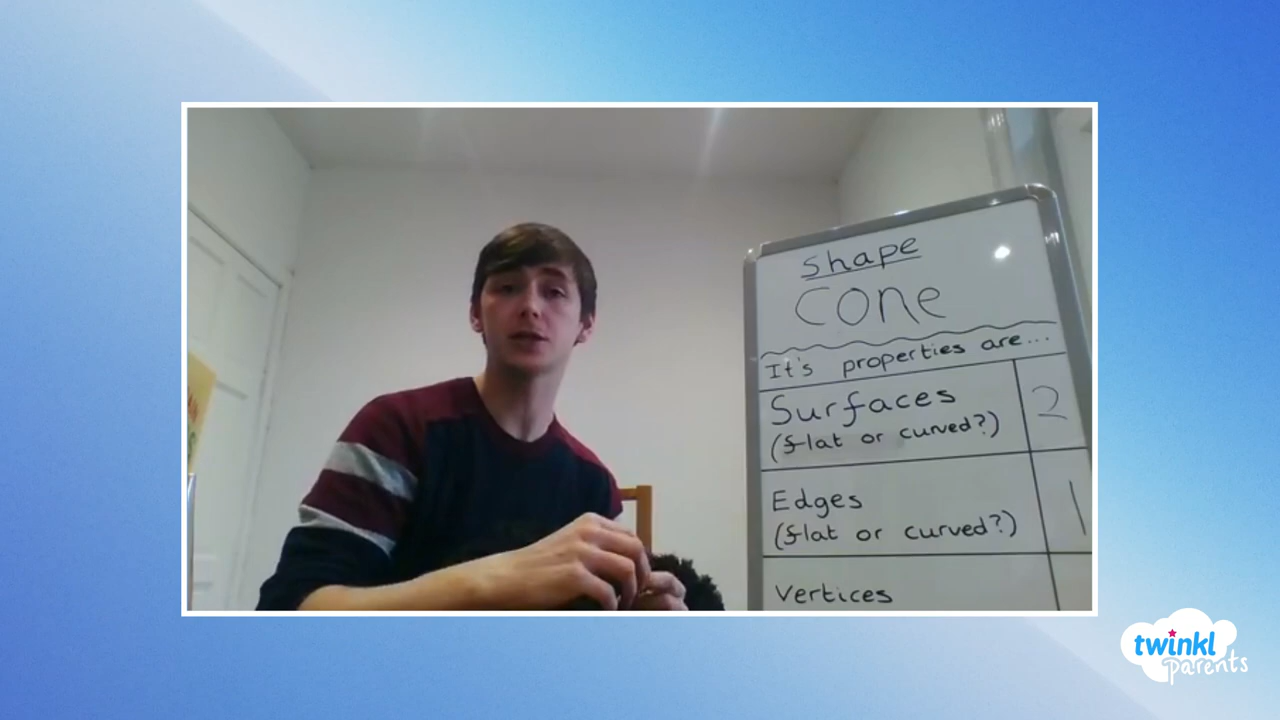 Shape
CONE
It's properties are...
Surfaces
(flat or curved?)
2
Edges
(flat or curved?)
1
Vertices
twinkl
parents